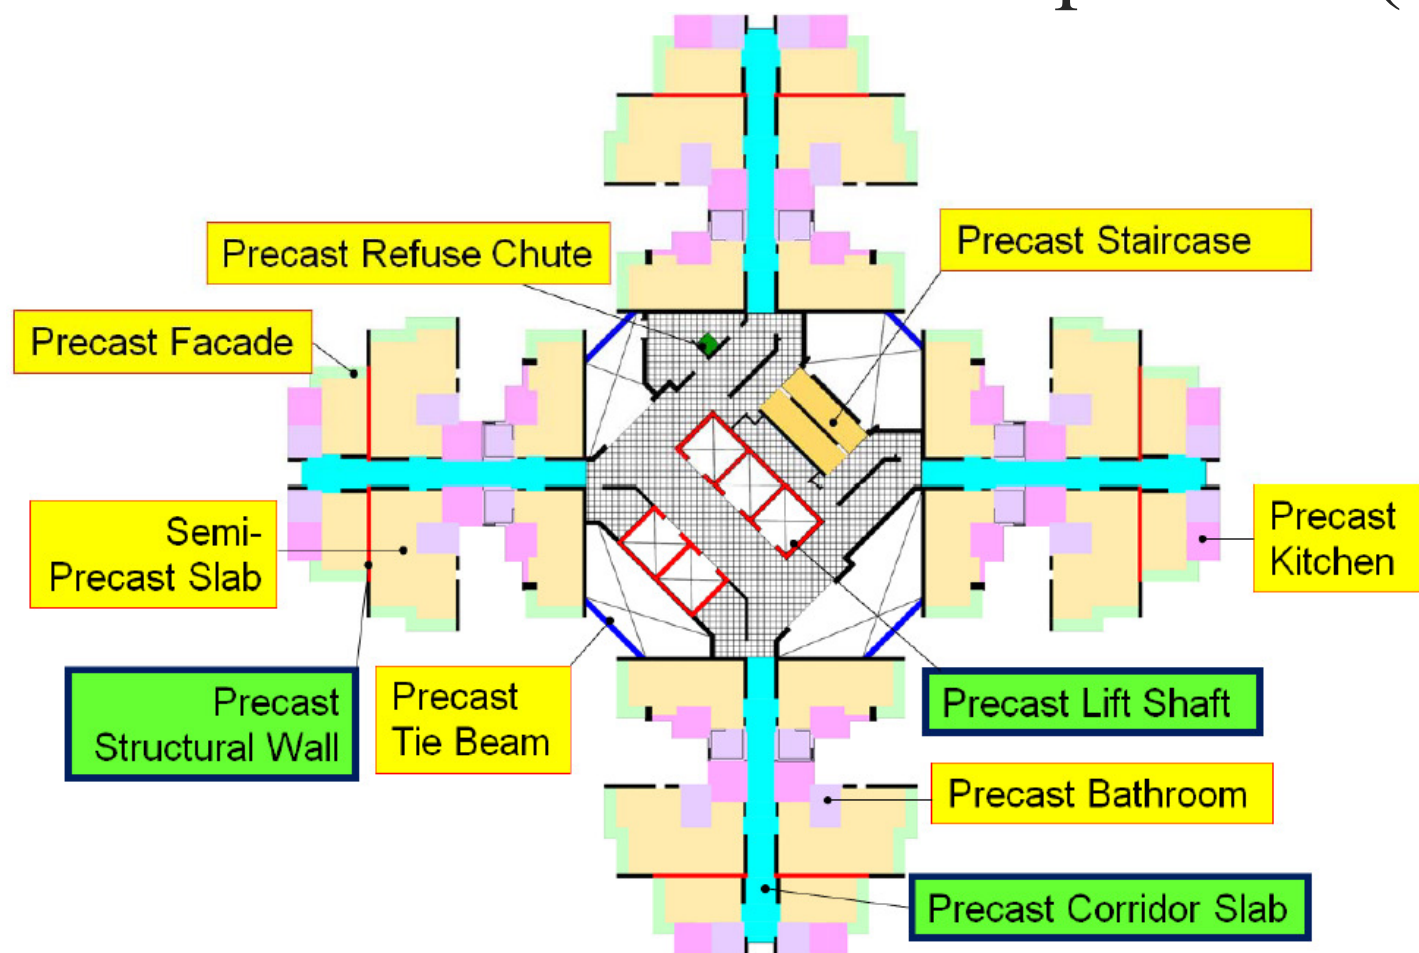 Precast Refuse Chute
Precast Staircase
Precast Facade
Semi-
Precast Slab
Precast
Kitchen
Precast
Structural Wall
Precast
Tie Beam
Precast Lift Shaft
Precast Bathroom
Precast Corridor Slab